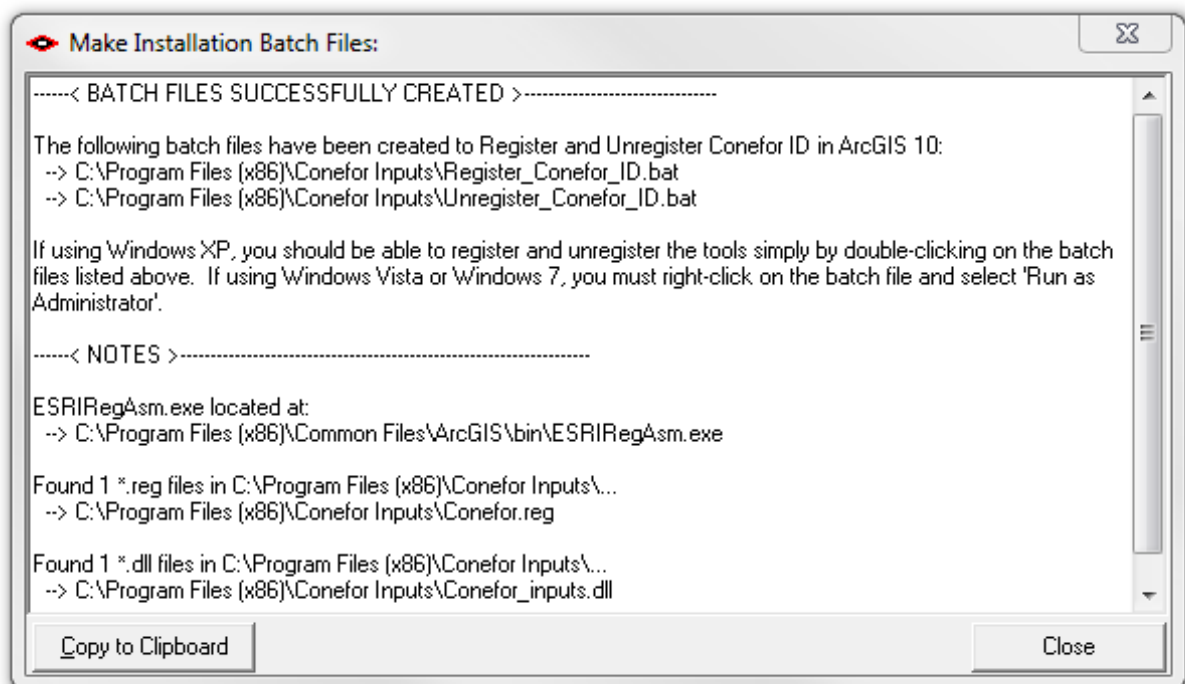 Make Installation Batch Files:
------< BATCH FILES SUCCESSFULLY CREATED >--------------------------------
The following batch files have been created to Register and Unregister Conefor ID in ArcGIS 10:
--> C:\Program Files (x86)\Conefor Inputs\Register_Conefor_ID.bat
--> C:\Program Files (x86)\Conefor Inputs\Unregister_Conefor_ID.bat
If using Windows XP, you should be able to register and unregister the tools simply by double-clicking on the batch
files listed above.  If using Windows Vista or Windows 7, you must right-click on the batch file and select 'Run as
Administrator'.
------< NOTES >--------------------------------------------------------------------
ESRIRegAsm.exe located at:
--> C:\Program Files (x86)\Common Files\ArcGIS\bin\ESRIRegAsm.exe
Found 1 *.reg files in C:\Program Files (x86)\Conefor Inputs\...
--> C:\Program Files (x86)\Conefor Inputs\Conefor.reg
Found 1 *.dll files in C:\Program Files (x86)\Conefor Inputs\...
--> C:\Program Files (x86)\Conefor Inputs\Conefor_inputs.dll
Copy to Clipboard
Close